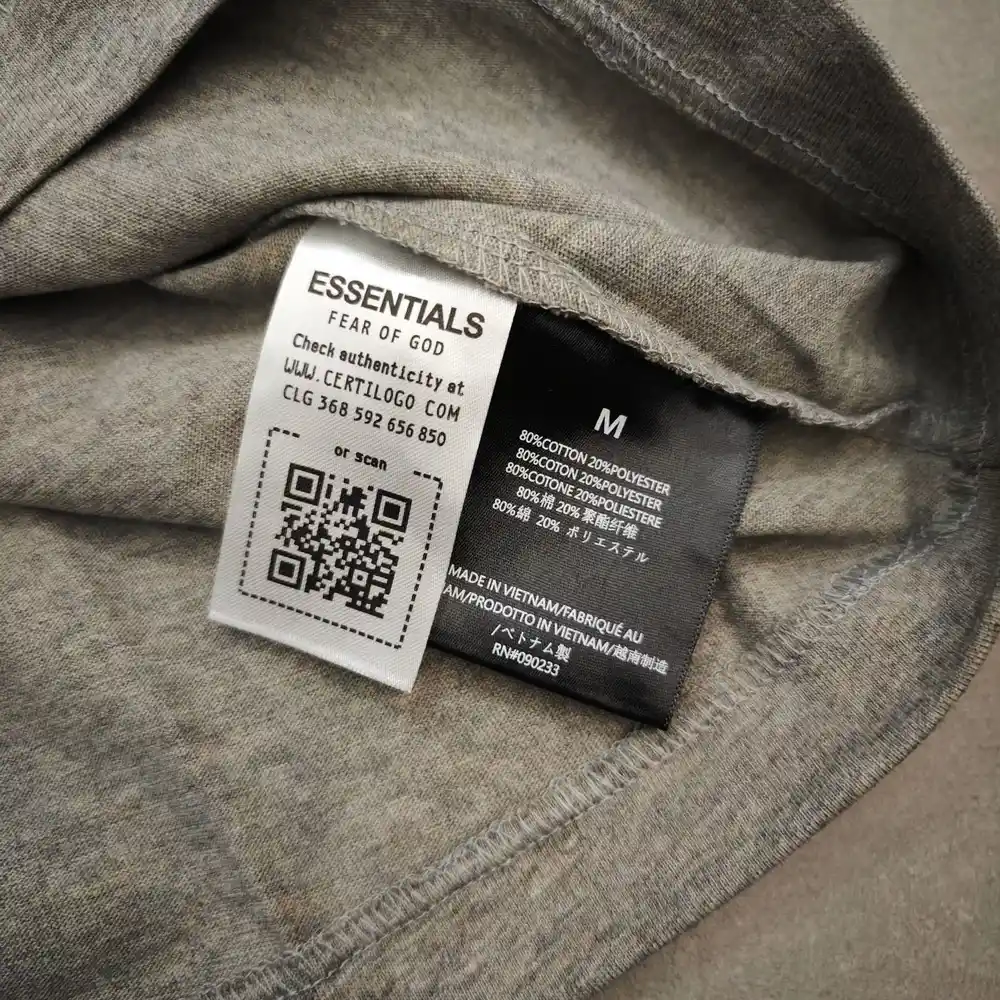 ESSENTIALS
FEAR OF GOD
Check authenticity at
WWW.CERTILOGO COM
CLG 368 592 656 850
or scan
M
80%COTTON 20%POLYESTER
80%COTON 20%POLYESTER
80%COTONE 20%POLIESTERE
80%棉 20% 聚酯纤维
80%綿 20% ポリエステル
MADE IN VIETNAM/FABRIQUÉ AU
AM/PRODOTTO IN VIETNAM/越南制造
/ベトナム製
RN#090233